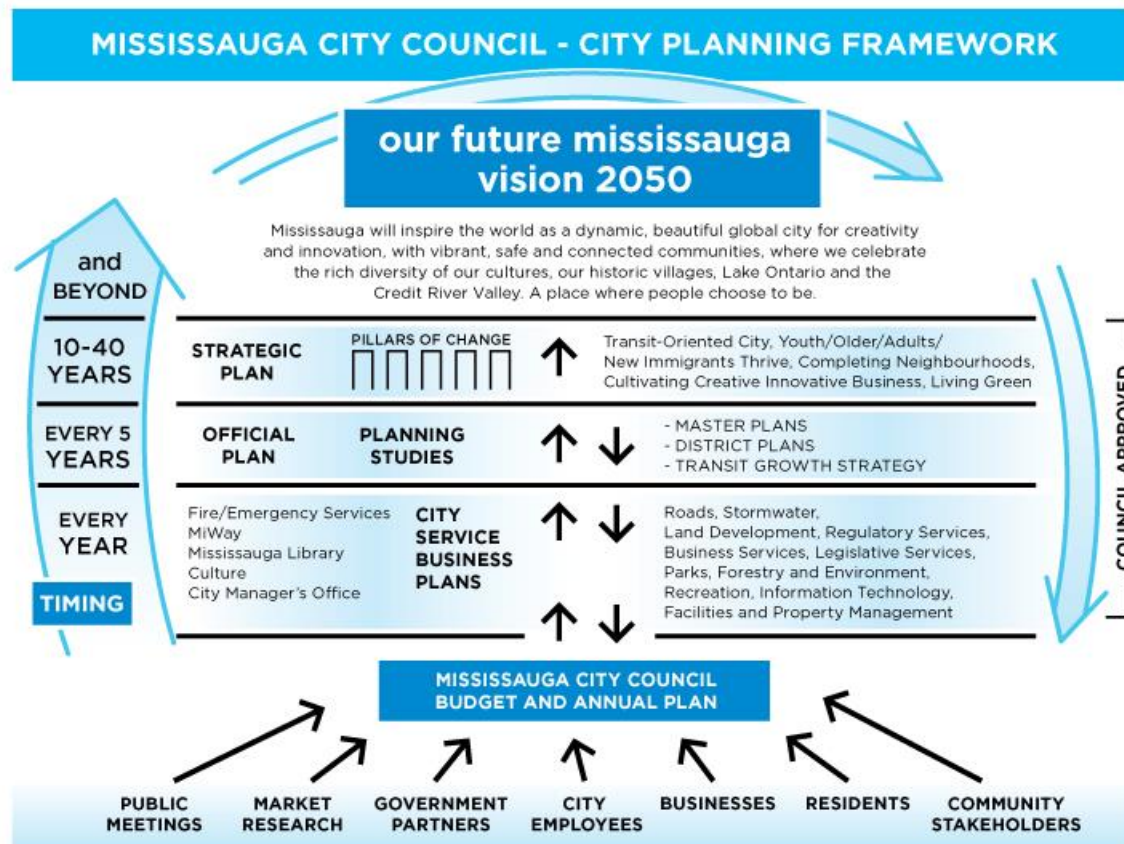 MISSISSAUGA CITY COUNCIL - CITY PLANNING FRAMEWORK
our future mississauga
vision 2050
Mississauga will inspire the world as a dynamic, beautiful global city for creativity
and innovation, with vibrant, safe and connected communities, where we celebrate
the rich diversity of our cultures, our historic villages, Lake Ontario and the
Credit River Valley. A place where people choose to be.
and
BEYOND
10-40
YEARS
STRATEGIC
PLAN
PILLARS OF CHANGE
Transit-Oriented City, Youth/Older/Adults/
New Immigrants Thrive, Completing Neighbourhoods,
Cultivating Creative Innovative Business, Living Green
EVERY 5
YEARS
OFFICIAL
PLAN
PLANNING
STUDIES
- MASTER PLANS
- DISTRICT PLANS
- TRANSIT GROWTH STRATEGY
EVERY
YEAR
Fire/Emergency Services
MiWay
Mississauga Library
Culture
City Manager's Office
CITY
SERVICE
BUSINESS
PLANS
Roads, Stormwater,
Land Development, Regulatory Services,
Business Services, Legislative Services,
Parks, Forestry and Environment,
Recreation, Information Technology,
Facilities and Property Management
TIMING
COUNCIL APPROVED
MISSISSAUGA CITY COUNCIL
BUDGET AND ANNUAL PLAN
PUBLIC
MEETINGS
MARKET
RESEARCH
GOVERNMENT
PARTNERS
CITY
EMPLOYEES
BUSINESSES
RESIDENTS
COMMUNITY
STAKEHOLDERS